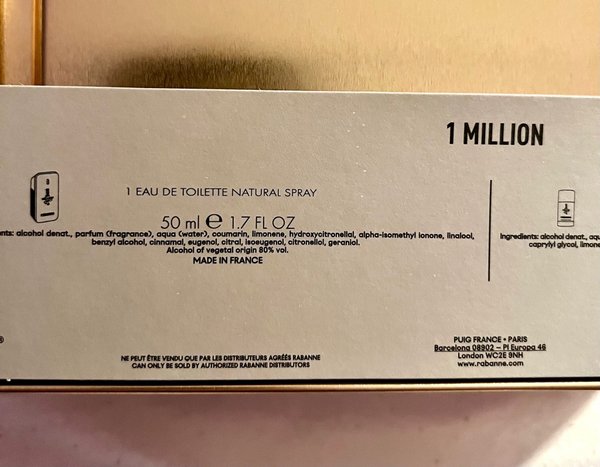 1 MILLION
1 EAU DE TOILETTE NATURAL SPRAY
50 ml ℮ 1.7 FL OZ
alcohol denat., parfum (fragrance), aqua (water), coumarin, limonene, hydroxycitronellal, alpha-isomethyl ionone, linalool,
benzyl alcohol, cinnamal, eugenol, citral, isoeugenol, citronellol, geraniol.
Alcohol of vegetal origin 80% vol.
MADE IN FRANCE
Ingredients: alcohol denat.,
caprylyl glycol,
®
NE PEUT ÊTRE VENDU QUE PAR LES DISTRIBUTEURS AGRÉÉS RABANNE
CAN ONLY BE SOLD BY AUTHORIZED RABANNE DISTRIBUTORS
PUIG FRANCE • PARIS
Barcelona 08902 – Pl Europa 46
London WC2E 9NH
www.rabanne.com